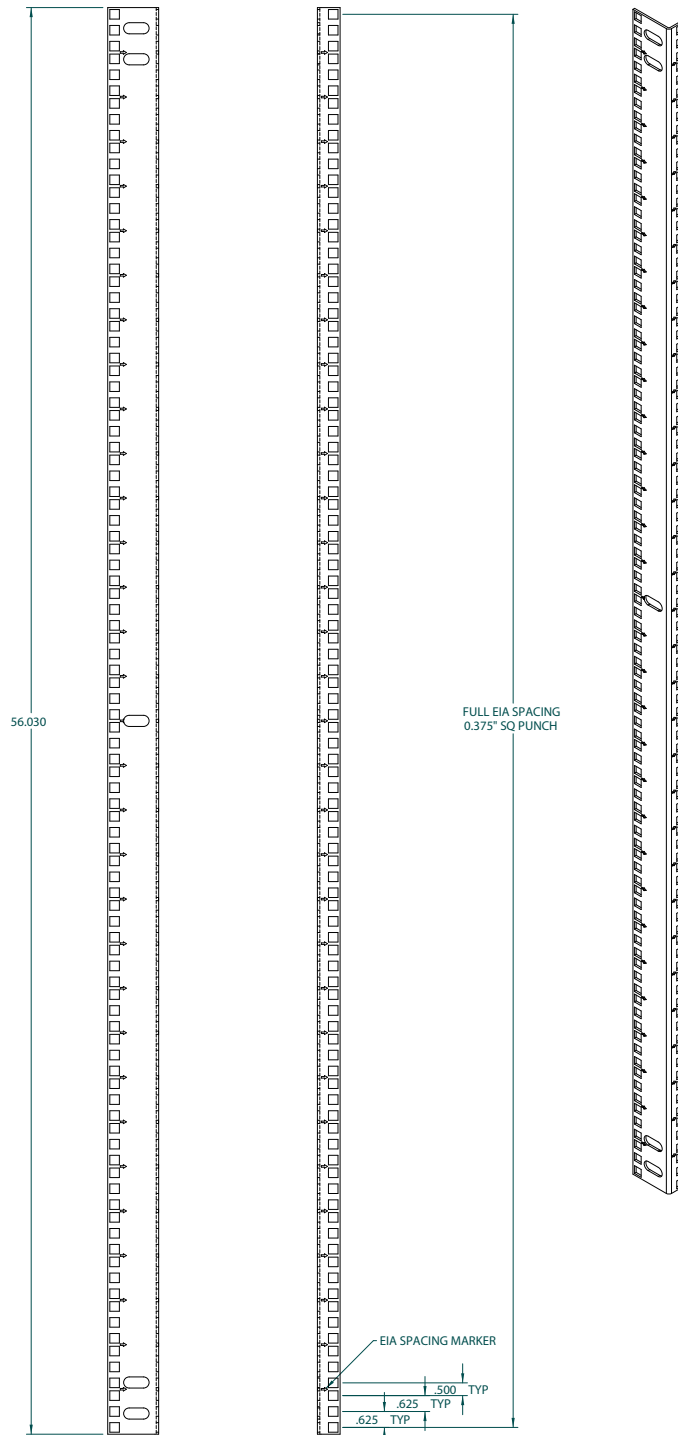 56.030
FULL EIA SPACING
0.375" SQ PUNCH
EIA SPACING MARKER
.500 TYP
.625 TYP
.625 TYP